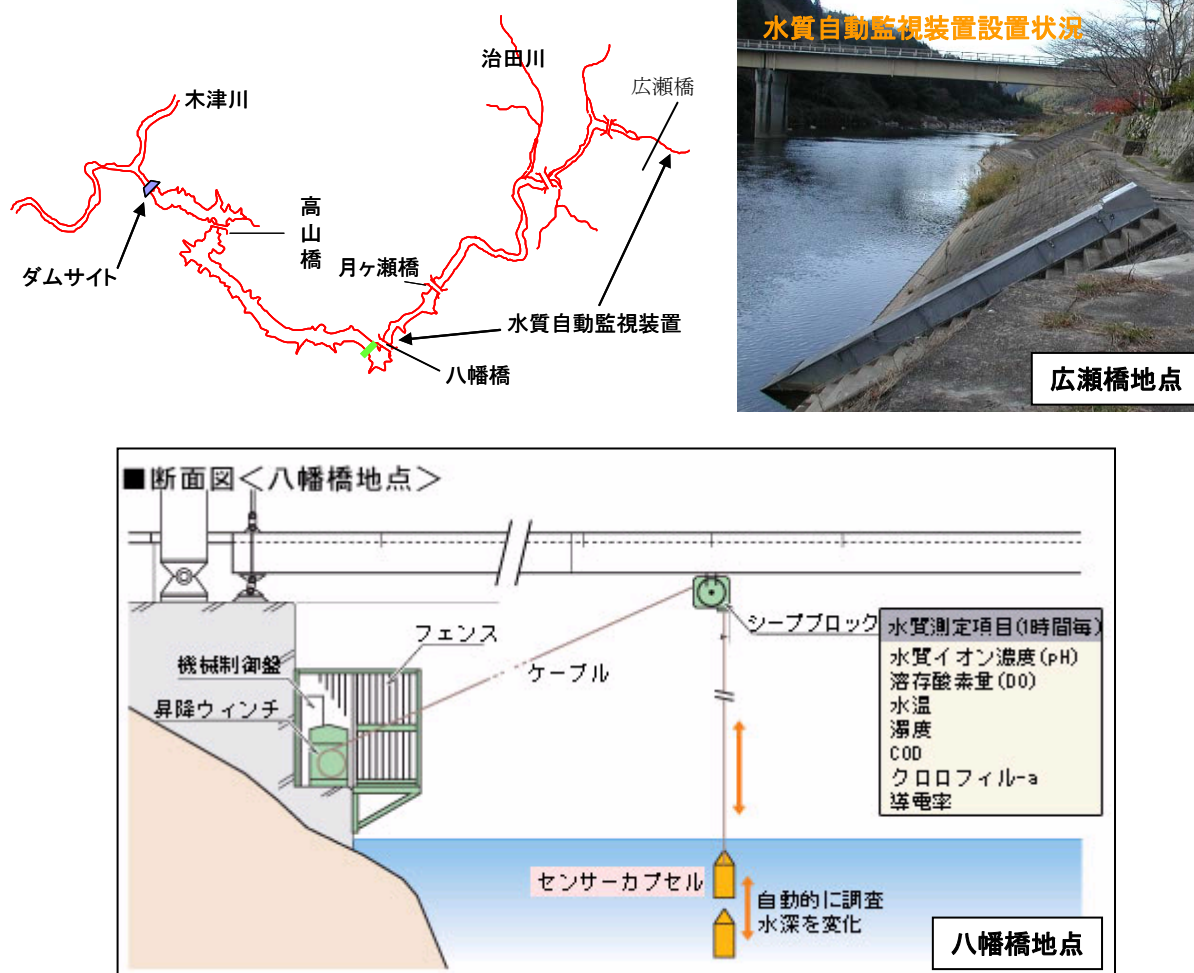 木津川
治田川
広瀬橋
高山橋
ダムサイト
月ヶ瀬橋
水質自動監視装置
八幡橋
水質自動監視装置設置状況
広瀬橋地点
■断面図<八幡橋地点>
フェンス
機械制御盤
昇降ウィンチ
ケーブル
シーブブロック
水質測定項目(1時間毎)
水質イオン濃度(pH)
溶存酸素量(DO)
水温
濁度
COD
クロロフィル-a
導電率
センサーカプセル
自動的に調査
水深を変化
八幡橋地点